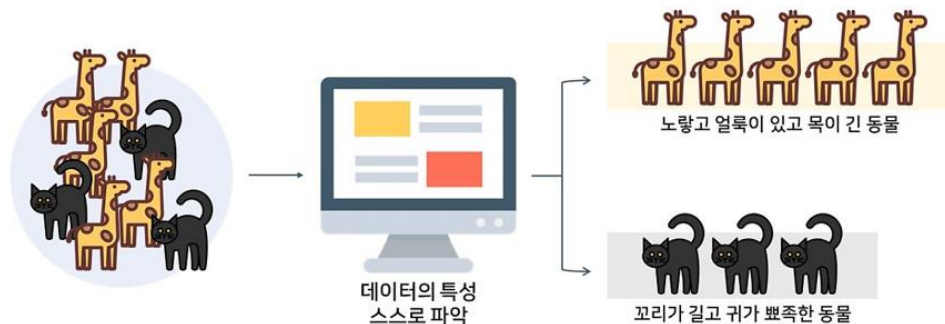 노랗고 얼룩이 있고 목이 긴 동물
데이터의 특성
스스로 파악
꼬리가 길고 귀가 뾰족한 동물